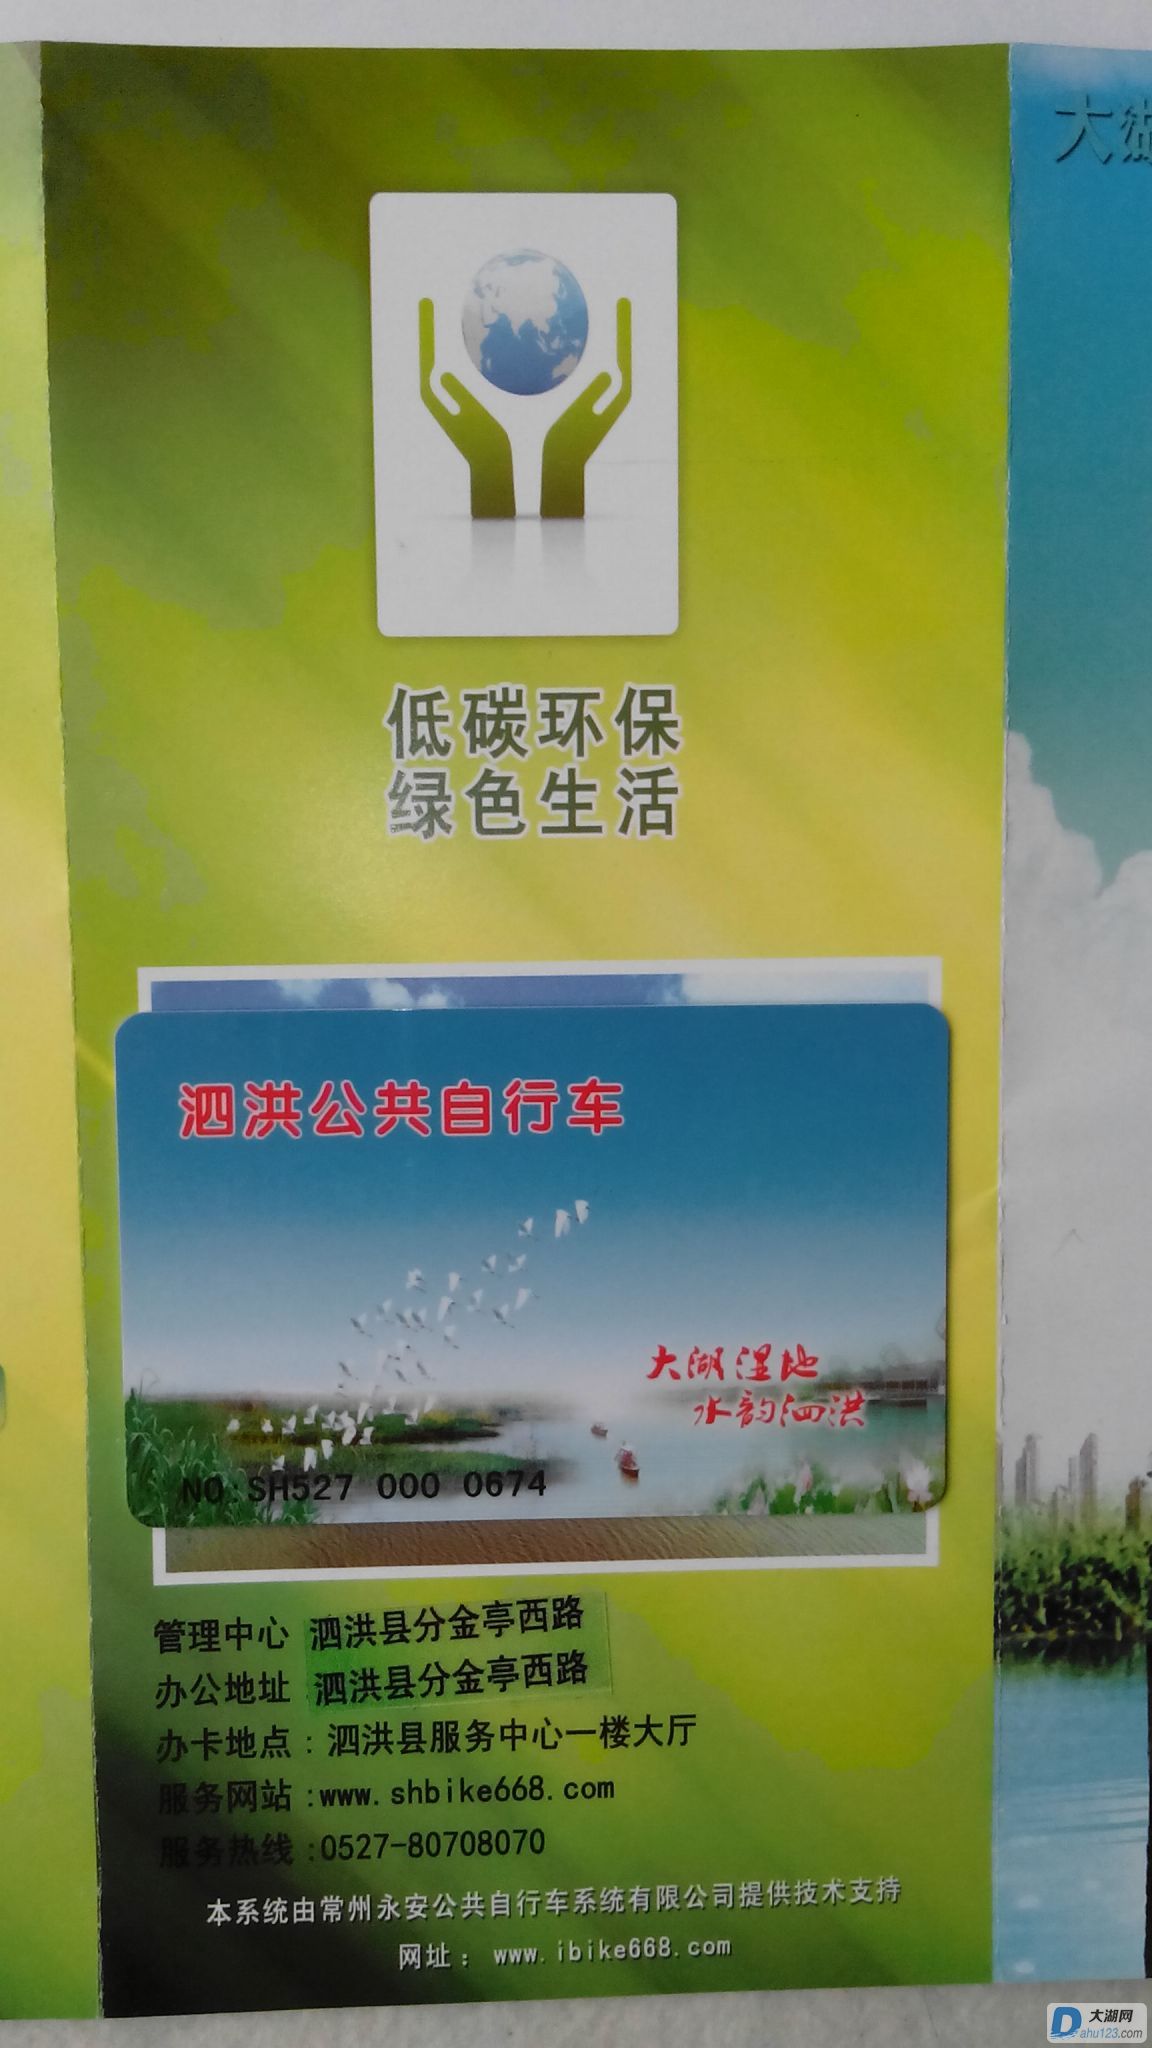 大湖
低碳环保
绿色生活
泗洪公共自行车
大湖湿地
水韵泗洪
NO:SH527 000 0674
管理中心 泗洪县分金亭西路
办公地址 泗洪县分金亭西路
办卡地点：泗洪县服务中心一楼大厅
服务网站:www.shbike668.com
服务热线:0527-80708070
本系统由常州永安公共自行车系统有限公司提供技术支持
网址：www.ibike668.com
大湖网
ahu123.com